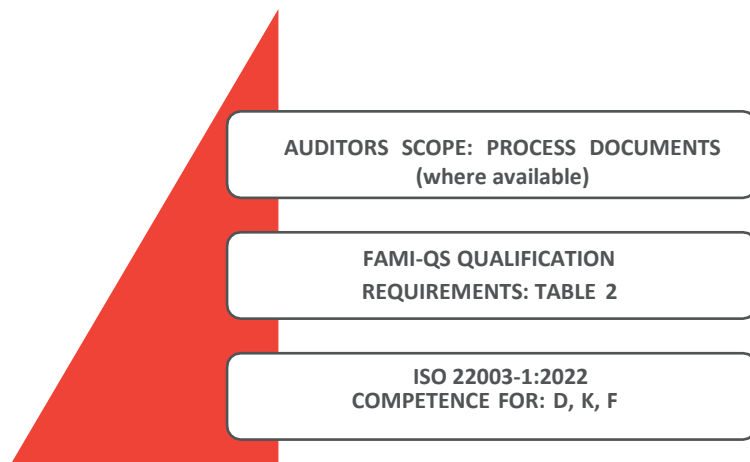 AUDITORS SCOPE: PROCESS DOCUMENTS
(where available)
FAMI-QS QUALIFICATION
REQUIREMENTS: TABLE 2
ISO 22003-1:2022
COMPETENCE FOR: D, K, F